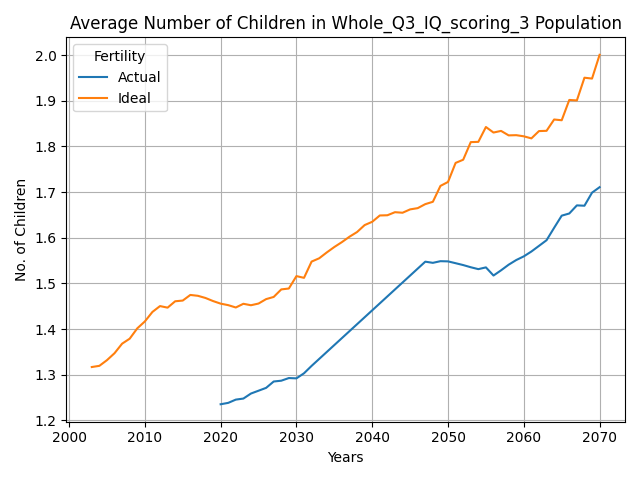 Average Number of Children in Whole_Q3_IQ_scoring_3 Population
Fertility
Actual
Ideal
No. of Children
2.0
1.9
1.8
1.7
1.6
1.5
1.4
1.3
1.2
2000 2010 2020 2030 2040 2050 2060 2070
Years